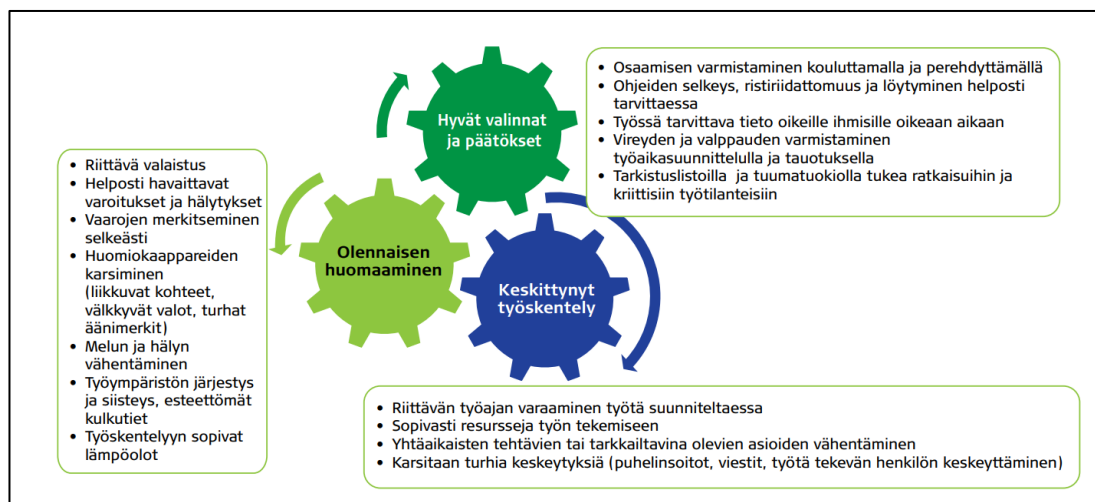 Hyvät valinnat
ja päätökset
• Osaamisen varmistaminen kouluttamalla ja perehdyttämällä
• Ohjeiden selkeys, ristiriidattomuus ja löytyminen helposti
tarvittaessa
• Työssä tarvittava tieto oikeille ihmisille oikeaan aikaan
• Vireyden ja valppauden varmistaminen
työaikasuunnittelulla ja tauotuksella
• Tarkistuslistoilla ja tuumatuokiolla tukea ratkaisuihin ja
kriittisiin työtilanteisiin
Olennaisen
huomaaminen
• Riittävä valaistus
• Helposti havaittavat
varoitukset ja hälytykset
• Vaarojen merkitseminen
selkeästi
• Huomiokaappareiden
karsiminen
(liikkuvat kohteet,
välkkyvät valot, turhat
äänimerkit)
• Melun ja hälyn
vähentäminen
• Työympäristön järjestys
ja siisteys, esteettömät
kulkutiet
• Työskentelyyn sopivat
lämpöolot
Keskittynyt
työskentely
• Riittävän työajan varaaminen työtä suunniteltaessa
• Sopivasti resursseja työn tekemiseen
• Yhtäaikaisten tehtävien tai tarkkailtavina olevien asioiden vähentäminen
• Karsitaan turhia keskeytyksiä (puhelinsoitot, viestit, työtä tekevän henkilön keskeyttäminen)